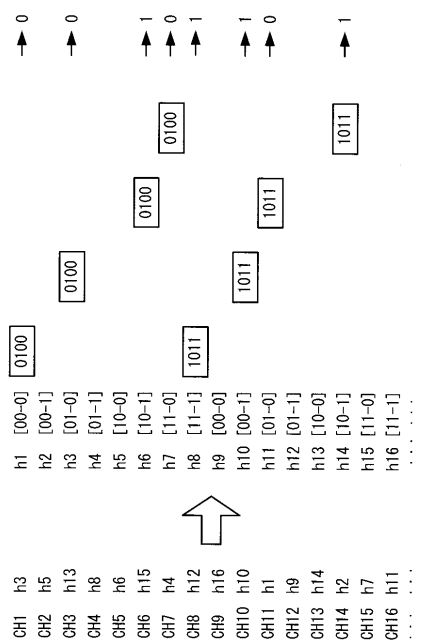 CH1 h3 h1 [00-0] 0100 → 0
CH2 h5 h2 [00-1]
CH3 h13 h3 [01-0] 0100 → 0
CH4 h8 h4 [01-1]
CH5 h6 h5 [10-0]
CH6 h15 h6 [10-1] 0100 → 1
CH7 h4 h7 [11-0] 0100 → 0
CH8 h12 h8 [11-1] 1011 → 1
CH9 h16 h9 [00-0]
CH10 h10 h10 [00-1] 1011 → 1
CH11 h1 h11 [01-0] 1011 → 0
CH12 h9 h12 [01-1]
CH13 h14 h13 [10-0]
CH14 h2 h14 [10-1] 1011 → 1
CH15 h7 h15 [11-0]
CH16 h11 h16 [11-1]
... ... ... ...